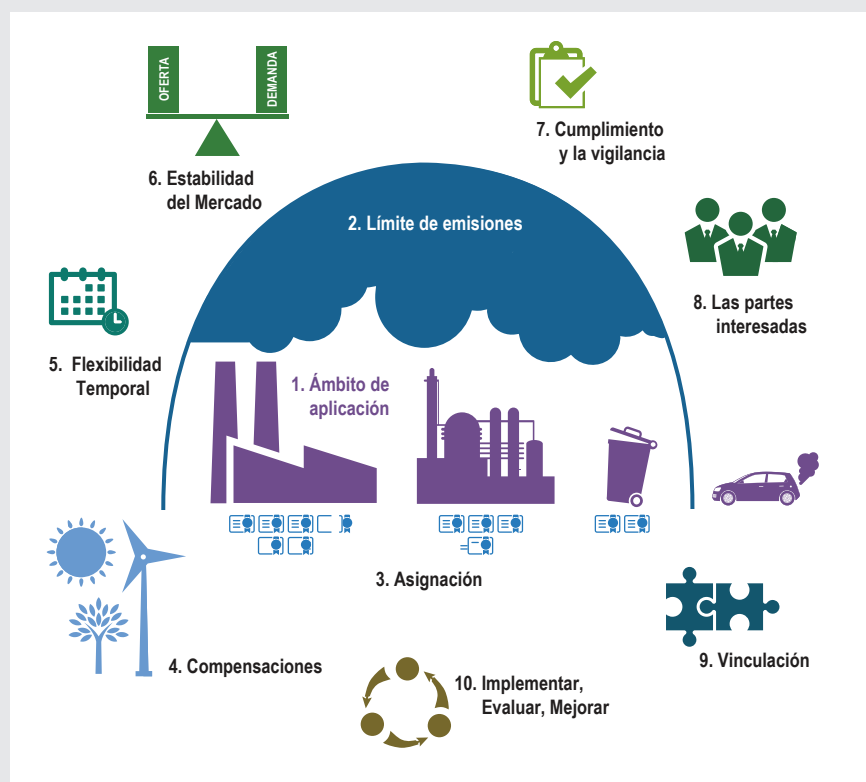 OFERTA
DEMANDA
6. Estabilidad
del Mercado
7. Cumplimiento
y la vigilancia
2. Límite de emisiones
8. Las partes
interesadas
5. Flexibilidad
Temporal
1. Ámbito de
aplicación
3. Asignación
4. Compensaciones
9. Vinculación
10. Implementar,
Evaluar, Mejorar